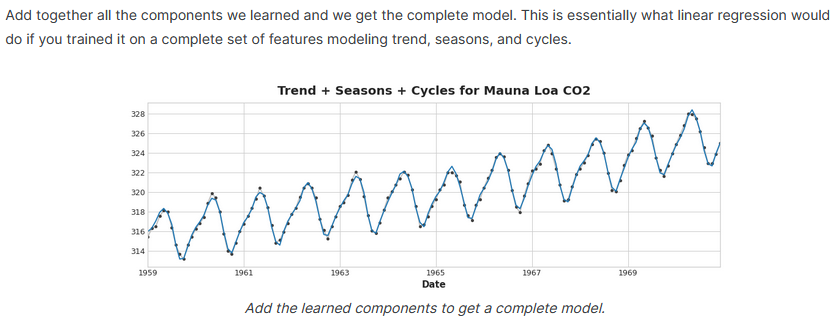 Add together all the components we learned and we get the complete model. This is essentially what linear regression would
do if you trained it on a complete set of features modeling trend, seasons, and cycles.
Trend + Seasons + Cycles for Mauna Loa CO2
328
326
324
322
320
318
316
314
1959 1961 1963 1965 1967 1969
Date
Add the learned components to get a complete model.